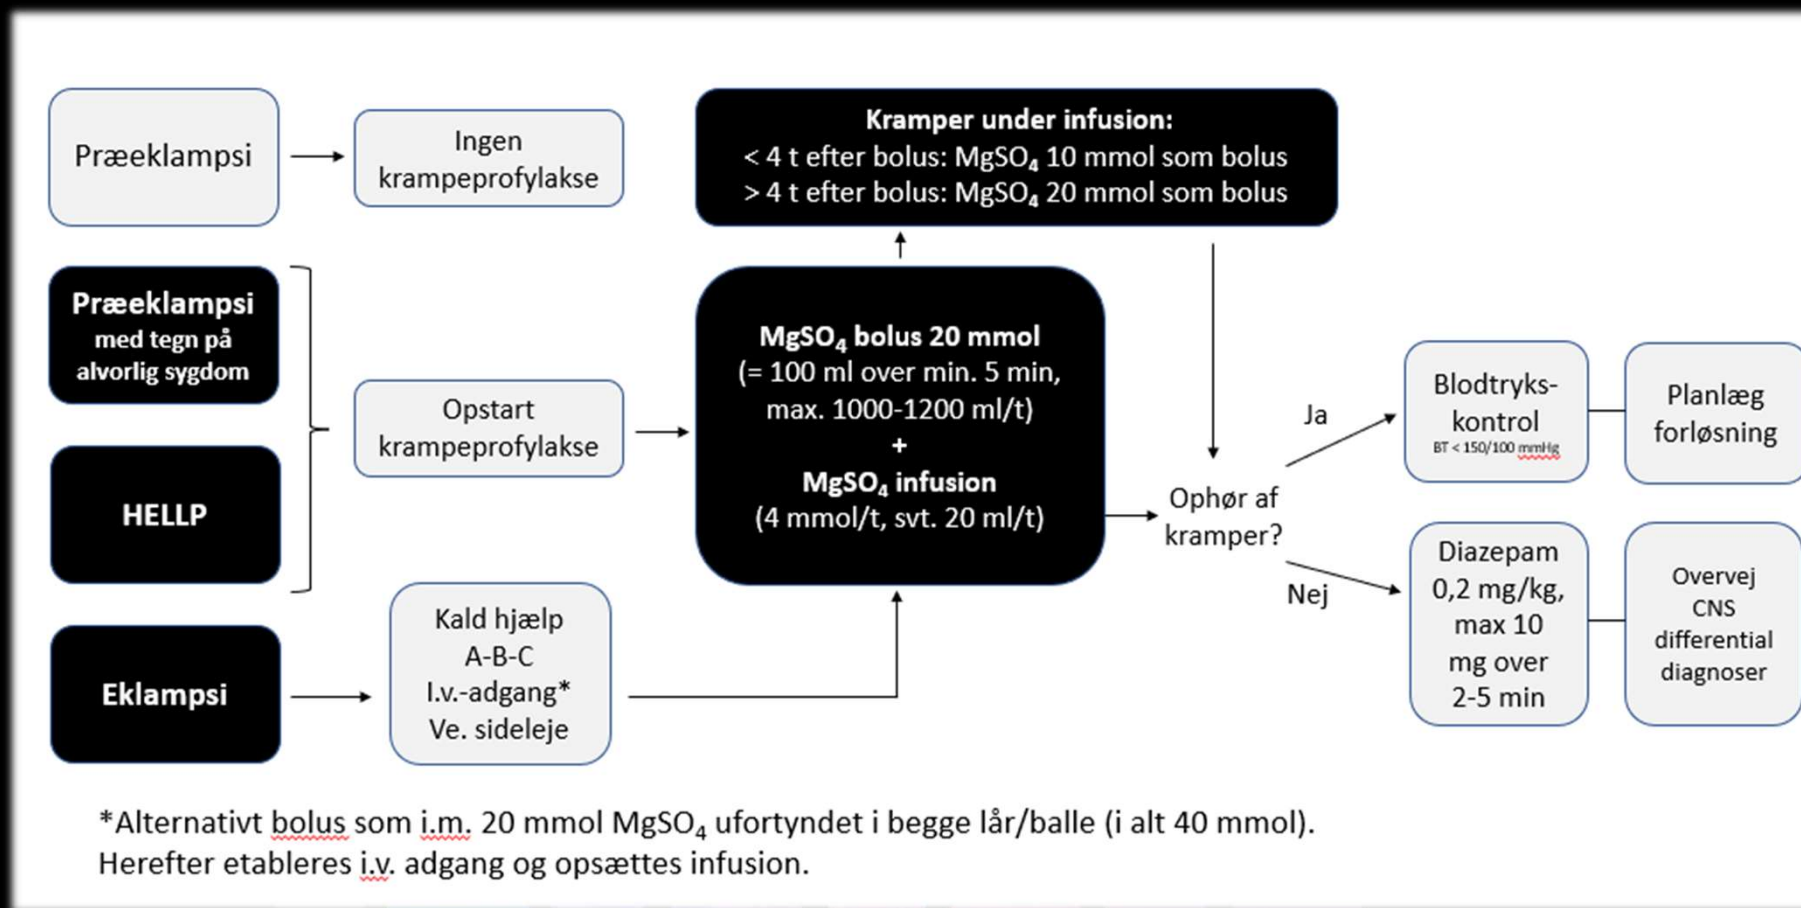 Præeklampsi
Ingen
krampeprofylakse
Kramper under infusion:
< 4 t efter bolus: MgSO₄ 10 mmol som bolus
> 4 t efter bolus: MgSO₄ 20 mmol som bolus
Præeklampsi
med tegn på
alvorlig sygdom
HELLP
Opstart
krampeprofylakse
MgSO₄ bolus 20 mmol
(= 100 ml over min. 5 min,
max. 1000-1200 ml/t)
+
MgSO₄ infusion
(4 mmol/t, svt. 20 ml/t)
Eklampsi
Kald hjælp
A-B-C
I.v.-adgang*
Ve. sideleje
Ophør af
kramper?
Ja
Blodtryks-
kontrol
BT < 150/100 mmHg
Planlæg
forløsning
Nej
Diazepam
0,2 mg/kg,
max 10
mg over
2-5 min
Overvej
CNS
differential
diagnoser
*Alternativt bolus som i.m. 20 mmol MgSO₄ ufortyndet i begge lår/balle (i alt 40 mmol).
Herefter etableres i.v. adgang og opsættes infusion.